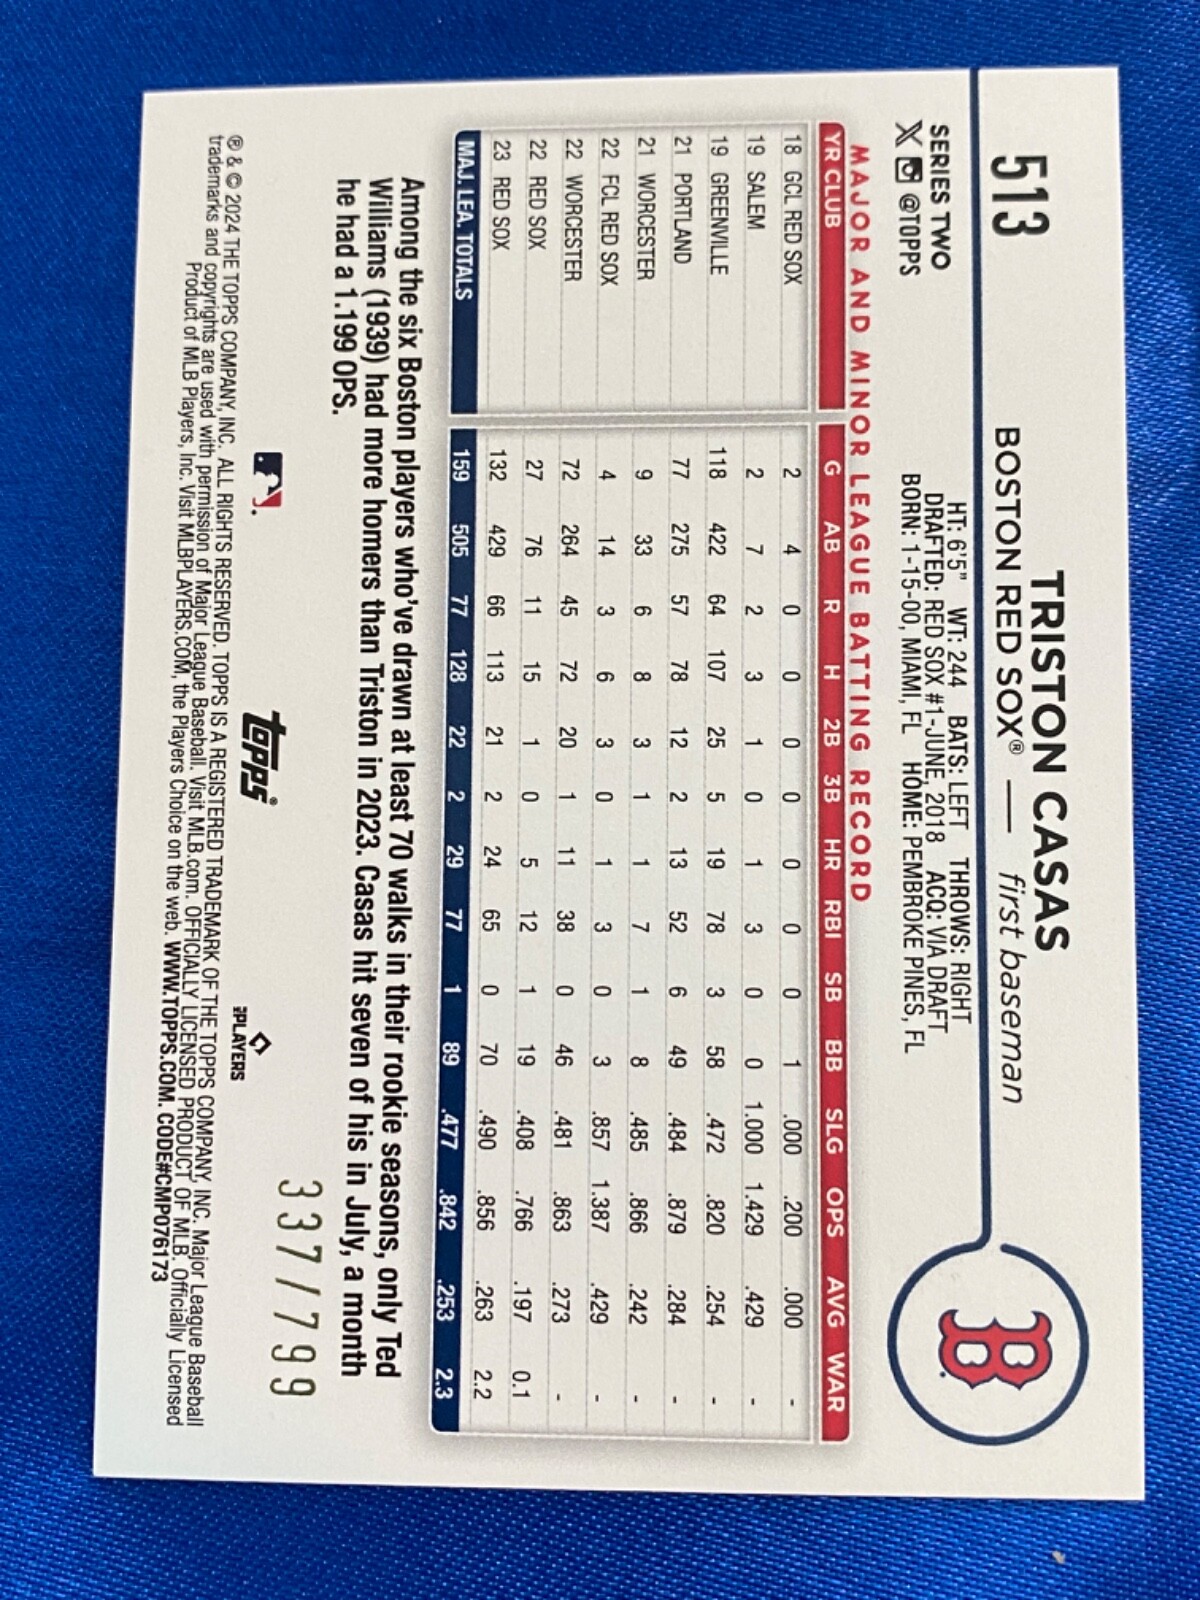 513
TRISTON CASAS
BOSTON RED SOX® — first baseman
SERIES TWO
X @TOPPS
HT: 6'5" WT: 244 BATS: LEFT THROWS: RIGHT
DRAFTED: RED SOX #1-JUNE, 2018 ACQ: VIA DRAFT
BORN: 1-15-00, MIAMI, FL HOME: PEMBROKE PINES, FL
B
MAJOR AND MINOR LEAGUE BATTING RECORD
YR CLUB G AB R H 2B 3B HR RBI SB BB SLG OPS AVG WAR
18 GCL RED SOX 2 4 0 0 0 0 0 0 0 1 .000 .200 .000 -
19 SALEM 2 7 2 3 1 0 1 3 0 0 1.000 1.429 .429 -
19 GREENVILLE 118 422 64 107 25 5 19 78 3 58 .472 .820 .254 -
21 PORTLAND 77 275 57 78 12 2 13 52 6 49 .484 .879 .284 -
21 WORCESTER 9 33 6 8 3 1 1 7 1 8 .485 .866 .242 -
22 FCL RED SOX 4 14 3 6 3 0 1 3 0 3 .857 1.387 .429 -
22 WORCESTER 72 264 45 72 20 1 11 38 0 46 .481 .863 .273 -
22 RED SOX 27 76 11 15 1 0 5 12 1 19 .408 .766 .197 0.1
23 RED SOX 132 429 66 113 21 2 24 65 0 70 .490 .856 .263 2.2
MAJ. LEA. TOTALS 159 505 77 128 22 2 29 77 1 89 .477 .842 .253 2.3
Among the six Boston players who've drawn at least 70 walks in their rookie seasons, only Ted
Williams (1939) had more homers than Triston in 2023. Casas hit seven of his in July, a month
he had a 1.199 OPS.
337/799
topps®
PLAYERS
® & © 2024 THE TOPPS COMPANY, INC. ALL RIGHTS RESERVED. TOPPS IS A REGISTERED TRADEMARK OF THE TOPPS COMPANY, INC. Major League Baseball
trademarks and copyrights are used with permission of Major League Baseball. Visit MLB.com. OFFICIALLY LICENSED PRODUCT OF MLB. Officially Licensed
Product of MLB Players, Inc. Visit MLBPLAYERS.COM, the Players Choice on the web. WWW.TOPPS.COM. CODE#CMP076173